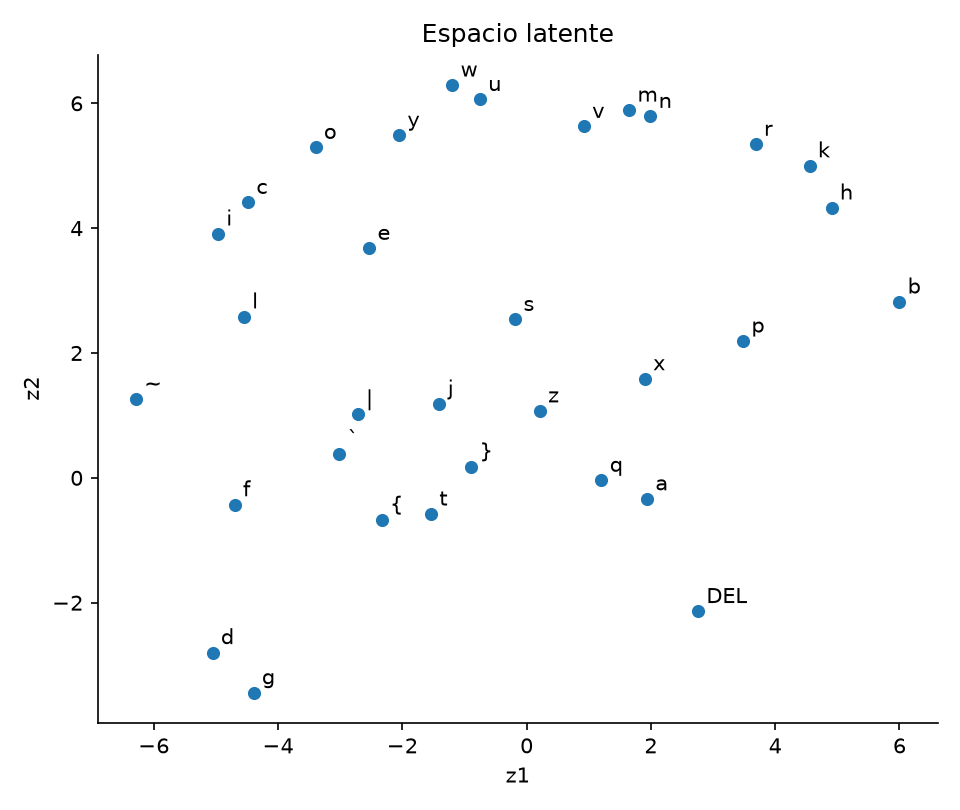 Espacio latente
w
u
m
n
v
y
r
o
k
c
h
i
e
b
l
s
p
x
~
|
j
z
`
}
q
f
a
{
t
DEL
d
g
6
4
2
0
−2
z2
−6
−4
−2
0
2
4
6
z1